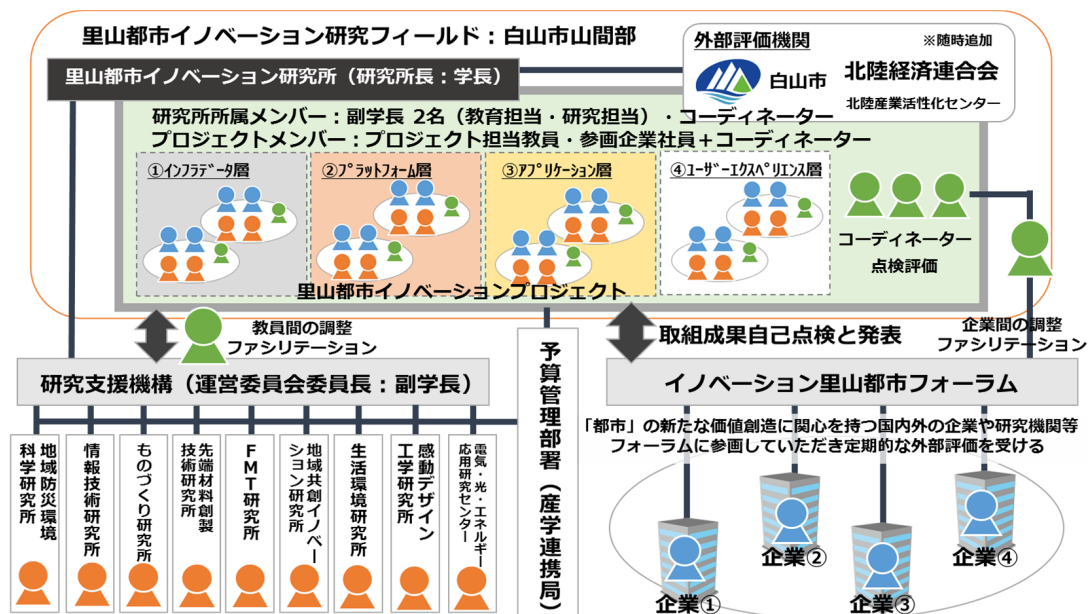 里山都市イノベーション研究フィールド：白山市山間部
外部評価機関
※随時追加
里山都市イノベーション研究所（研究所長：学長）
白山市
北陸経済連合会
北陸産業活性化センター
研究所所属メンバー：副学長 2名（教育担当・研究担当）・コーディネーター
プロジェクトメンバー：プロジェクト担当教員・参画企業社員＋コーディネーター
①ｲﾝﾌﾗﾃﾞｰﾀ層
②ﾌﾟﾗｯﾄﾌｫｰﾑ層
③ｱﾌﾟﾘｹｰｼｮﾝ層
④ﾕｰｻﾞｰｴｸｽﾍﾟﾘｴﾝｽ層
コーディネーター
点検評価
里山都市イノベーションプロジェクト
教員間の調整
ファシリテーション
取組成果自己点検と発表
企業間の調整
ファシリテーション
研究支援機構（運営委員会委員長：副学長）
予算管理部署（産学連携局）
イノベーション里山都市フォーラム
「都市」の新たな価値創造に関心を持つ国内外の企業や研究機関等
フォーラムに参画していただき定期的な外部評価を受ける
地域防災環境
科学研究所
情報技術研究所
ものづくり研究所
先端材料創製
技術研究所
FMT研究所
地域共創イノベー
ション研究所
生活環境研究所
感動デザイン
工学研究所
電気・光・エネルギー
応用研究センター
企業①
企業②
企業③
企業④